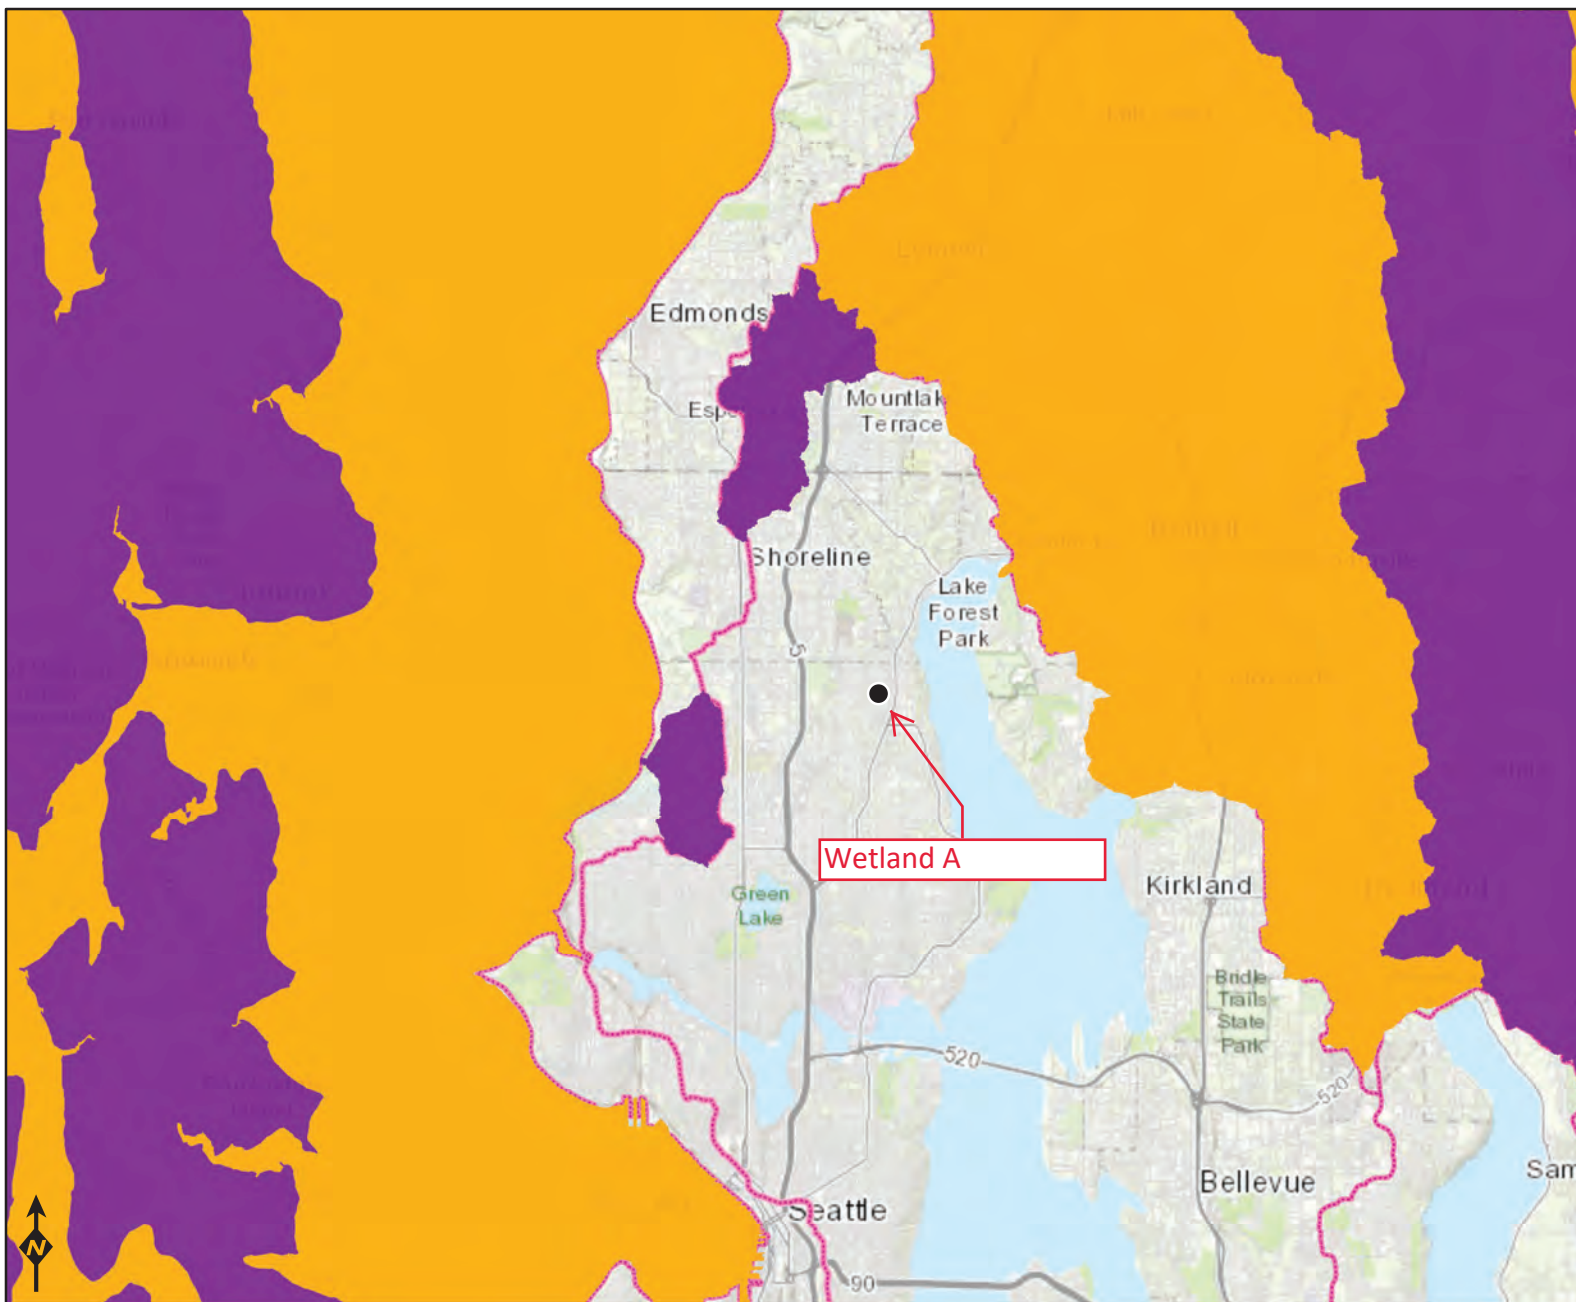 Edmonds
Mountlak
Terrace
Shoreline
Lake
Forest
Park
5
Wetland A
Green
Lake
Kirkland
Bridle
Trails
State
Park
520
520
Bellevue
Sam
Seattle
90
N